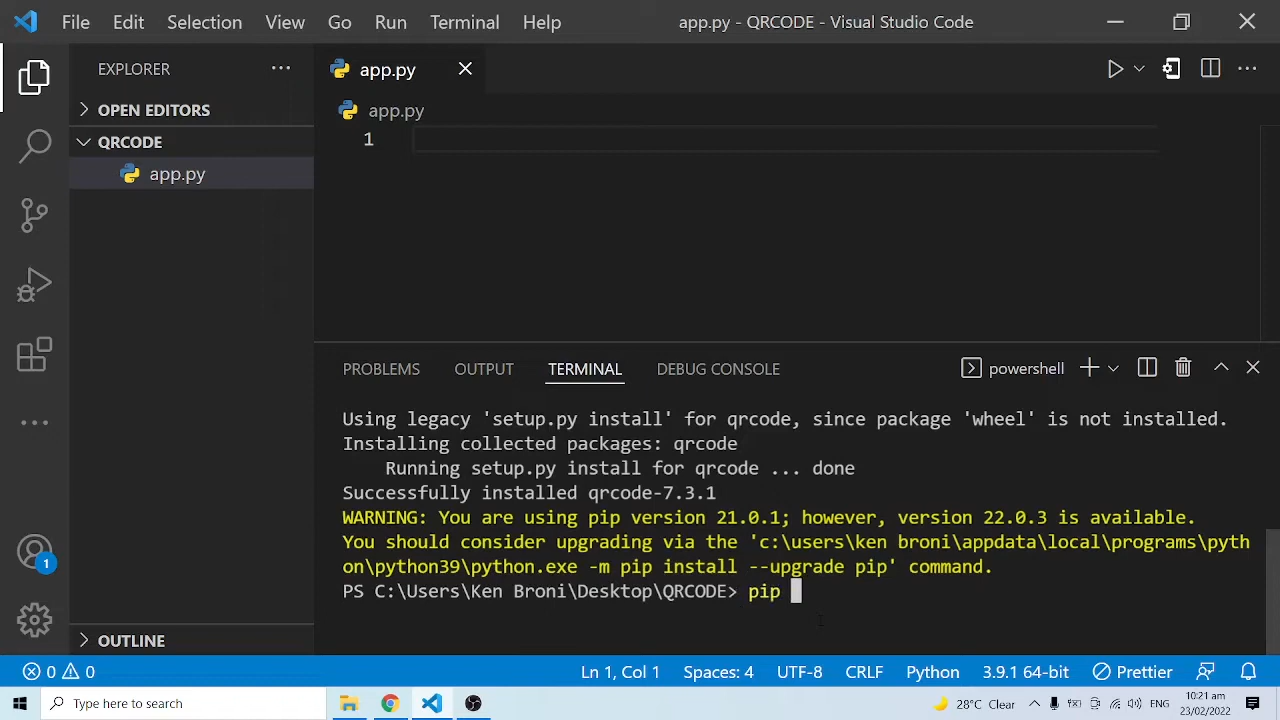 File Edit Selection View Go Run Terminal Help app.py - QRCODE - Visual Studio Code
EXPLORER
OPEN EDITORS
QRCODE
app.py
OUTLINE
app.py
app.py
1
PROBLEMS OUTPUT TERMINAL DEBUG CONSOLE powershell
Using legacy 'setup.py install' for qrcode, since package 'wheel' is not installed.
Installing collected packages: qrcode
Running setup.py install for qrcode ... done
Successfully installed qrcode-7.3.1
WARNING: You are using pip version 21.0.1; however, version 22.0.3 is available.
You should consider upgrading via the 'c:\users\ken broni\appdata\local\programs\pyth
on\python39\python.exe -m pip install --upgrade pip' command.
PS C:\Users\Ken Broni\Desktop\QRCODE> pip
1
0 0 Ln 1, Col 1 Spaces: 4 UTF-8 CRLF Python 3.9.1 64-bit Prettier
Type here to search 28°C Clear ENG 10:21 am
23/02/2022